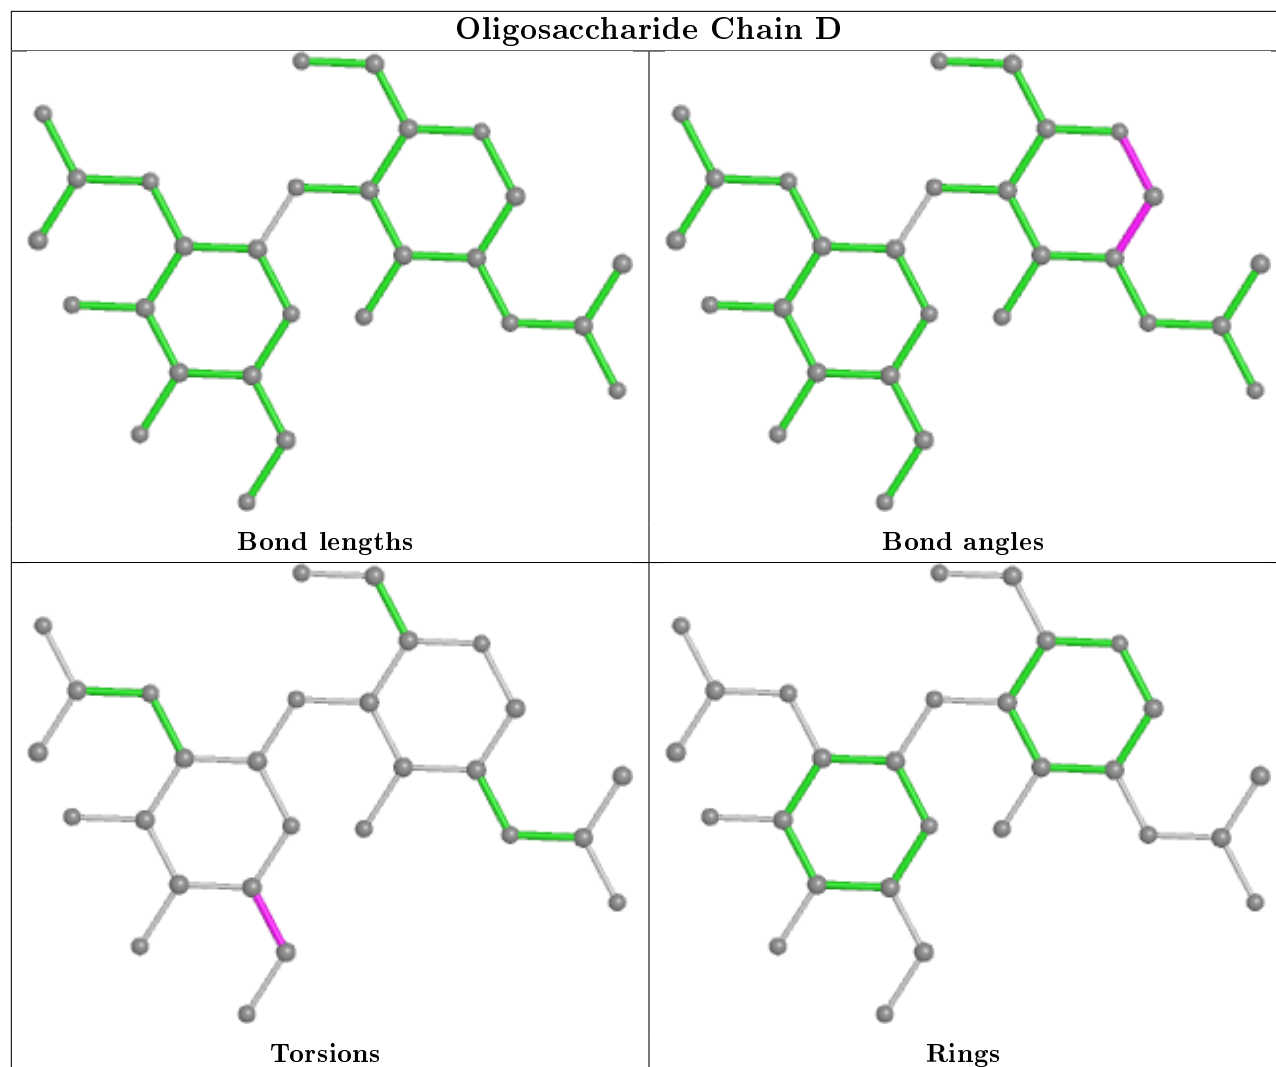 Oligosaccharide Chain D
Bond lengths
Bond angles
Torsions
Rings